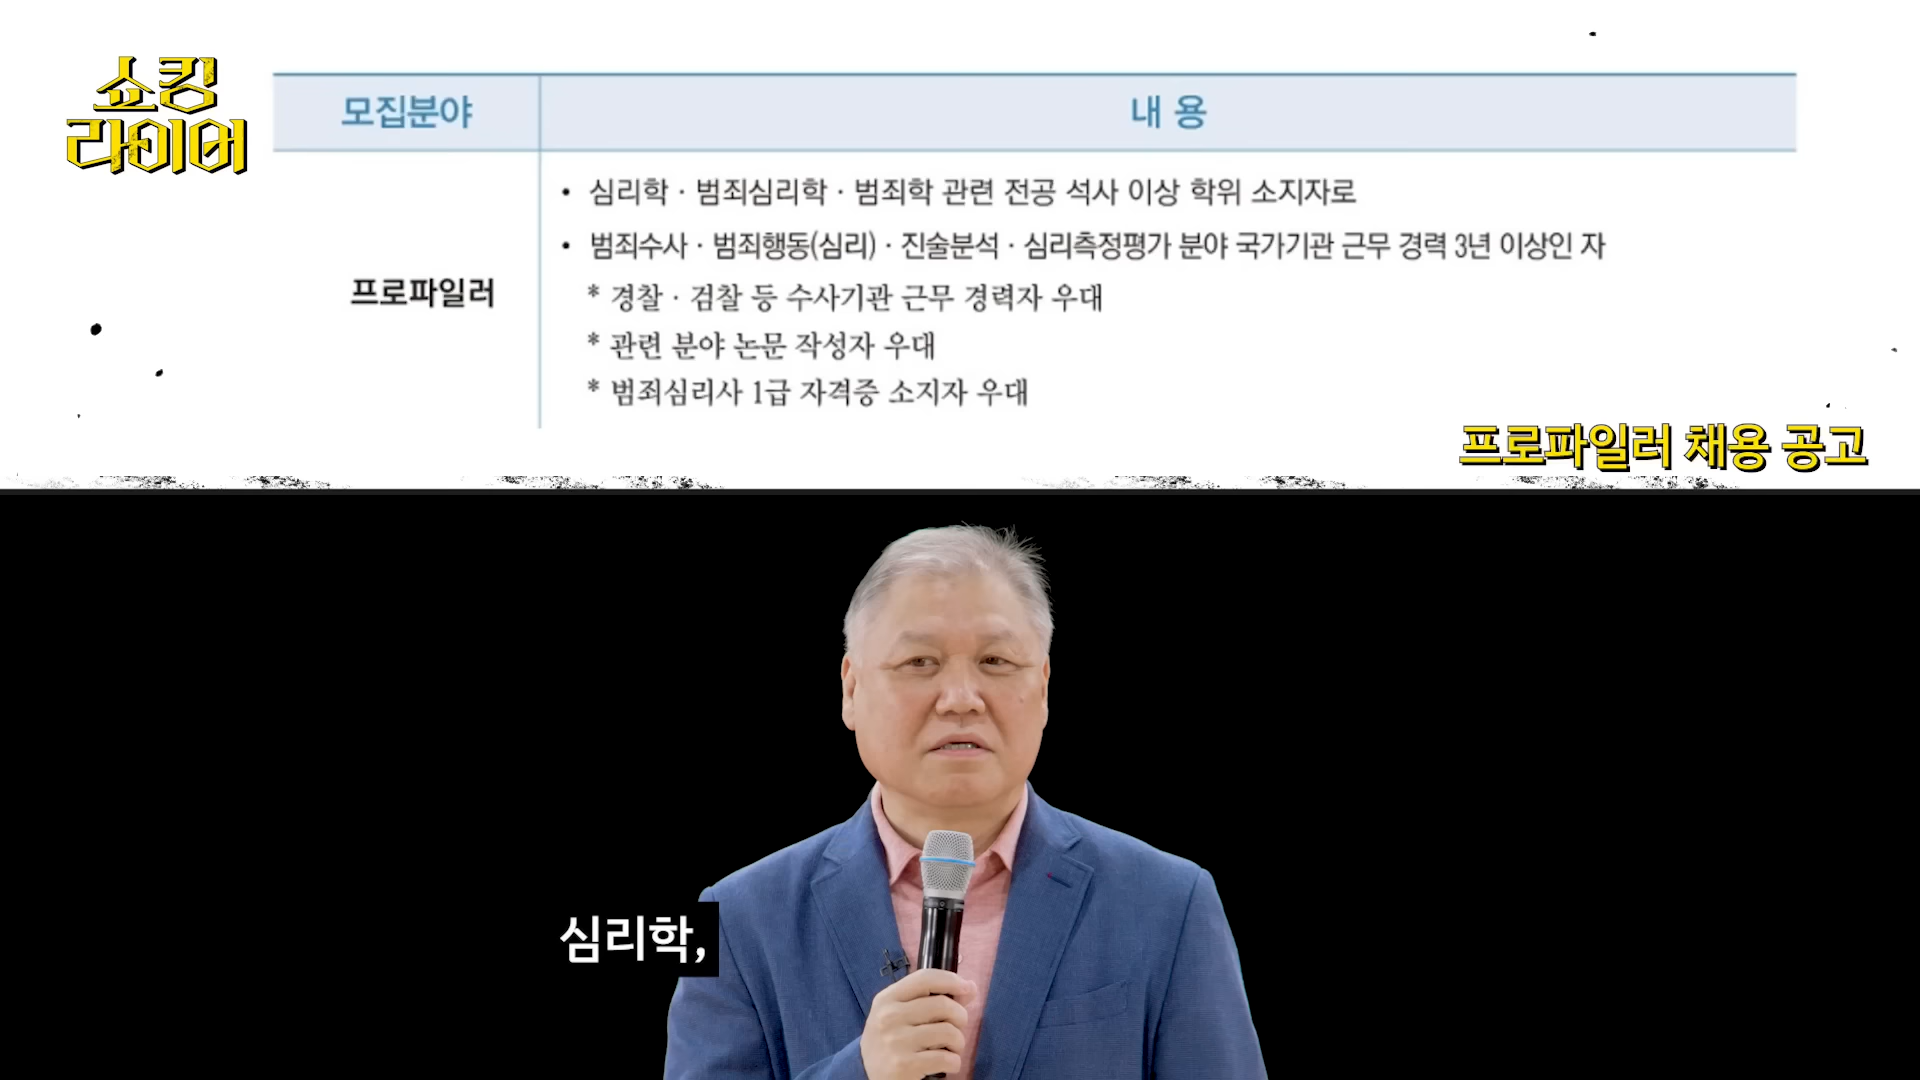 쇼킹
라이어
모집분야
내 용
프로파일러
• 심리학 · 범죄심리학 · 범죄학 관련 전공 석사 이상 학위 소지자로
• 범죄수사 · 범죄행동(심리) · 진술분석 · 심리측정평가 분야 국가기관 근무 경력 3년 이상인 자
* 경찰 · 검찰 등 수사기관 근무 경력자 우대
* 관련 분야 논문 작성자 우대
* 범죄심리사 1급 자격증 소지자 우대
프로파일러 채용 공고
심리학,